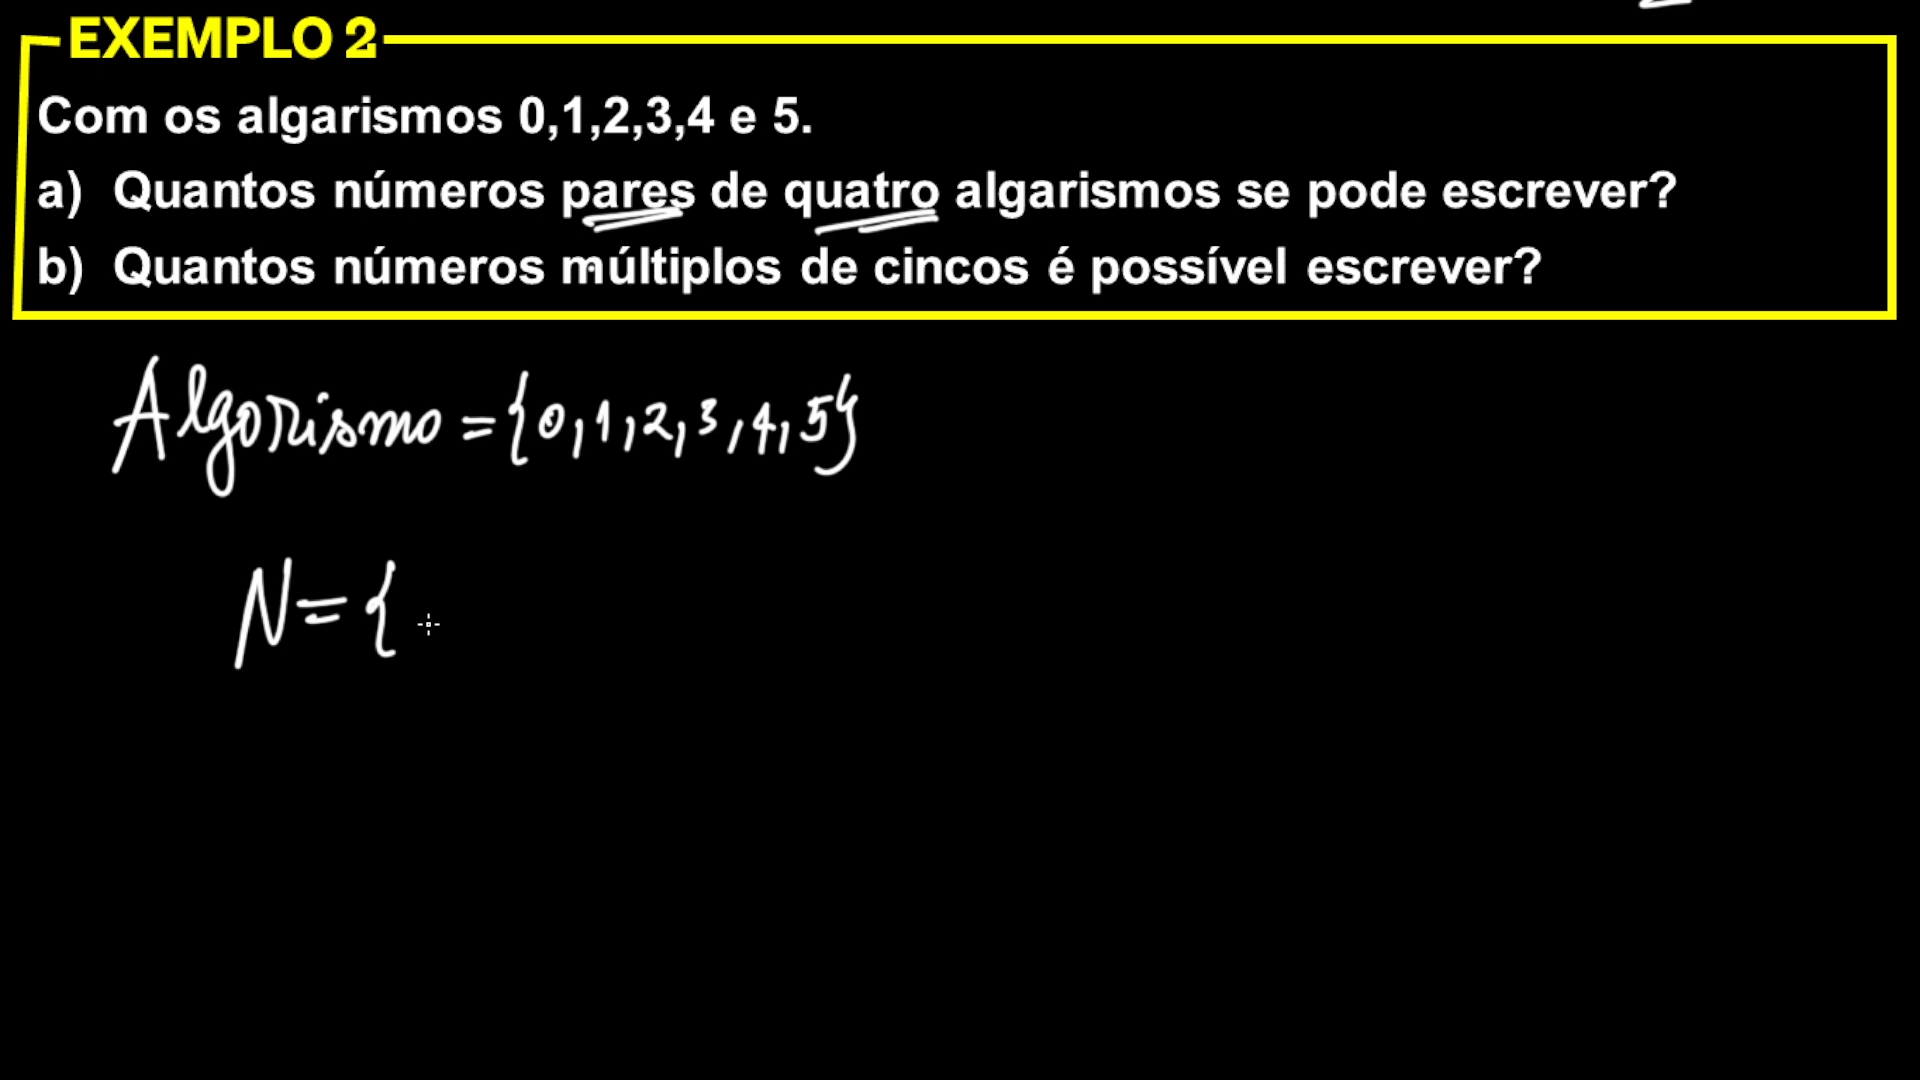 EXEMPLO 2
Com os algarismos 0,1,2,3,4 e 5.
a) Quantos números pares de quatro algarismos se pode escrever?
b) Quantos números múltiplos de cincos é possível escrever?
Algorismo = {0,1,2,3,4,5}
N = {